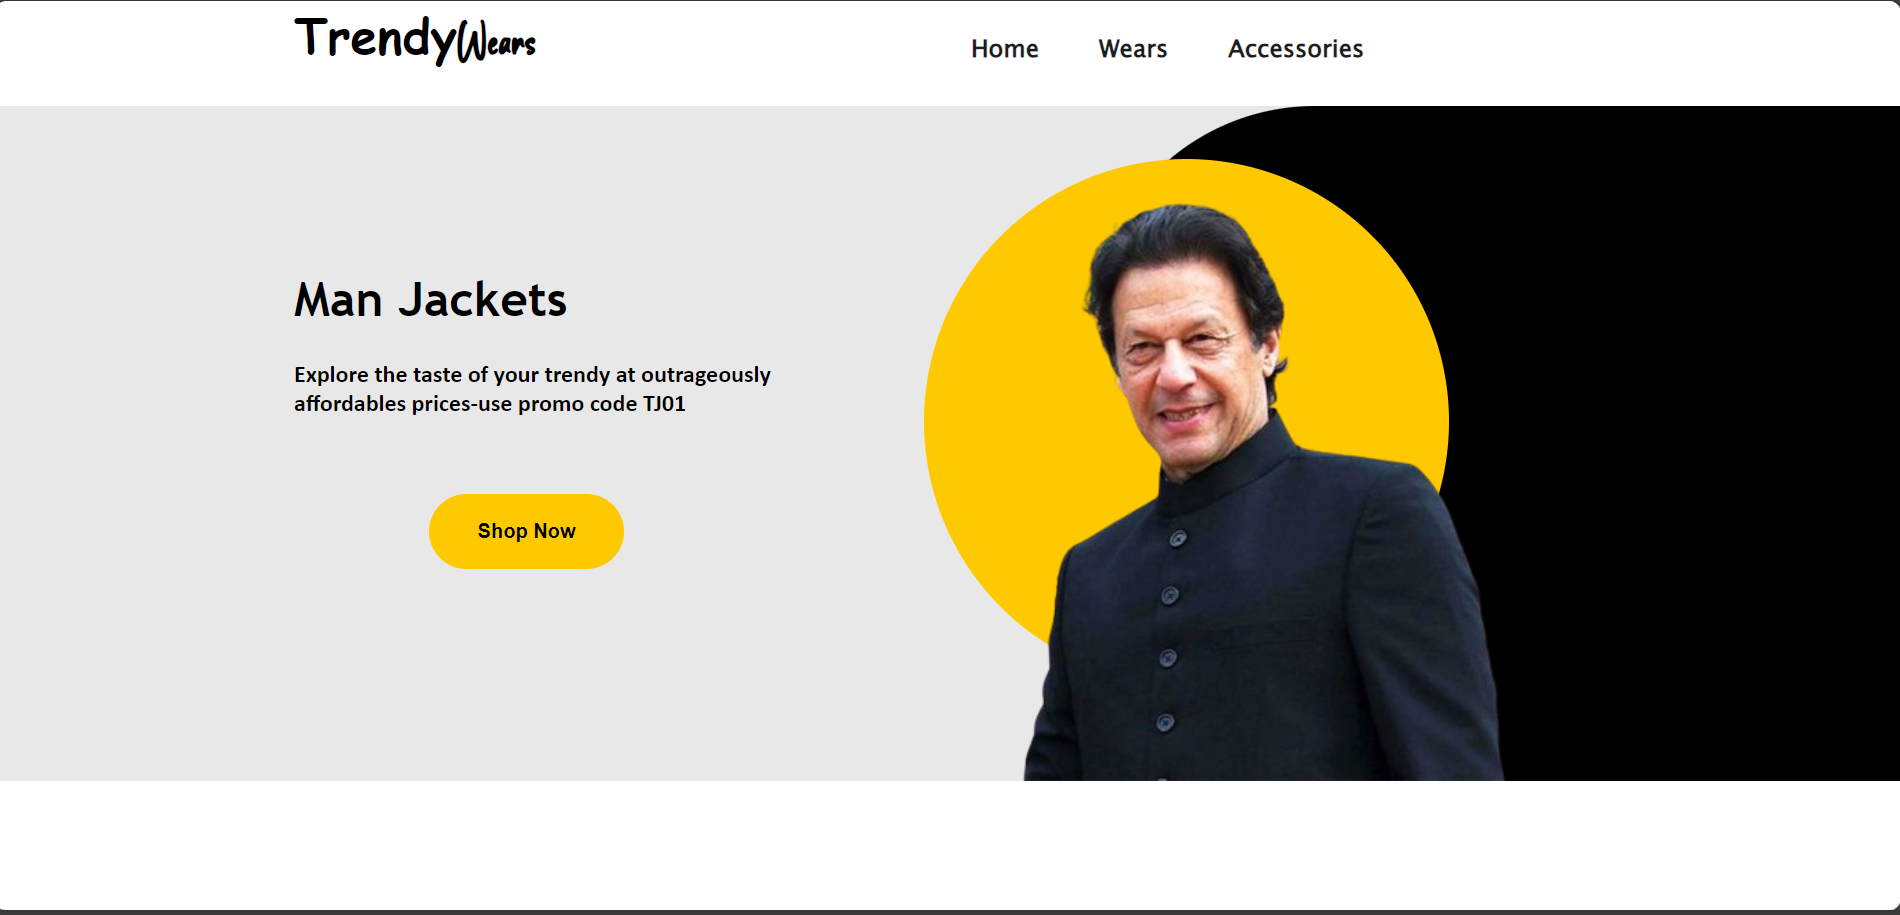 TrendyWears
Home Wears Accessories
Man Jackets
Explore the taste of your trendy at outrageously
affordables prices-use promo code TJ01
Shop Now